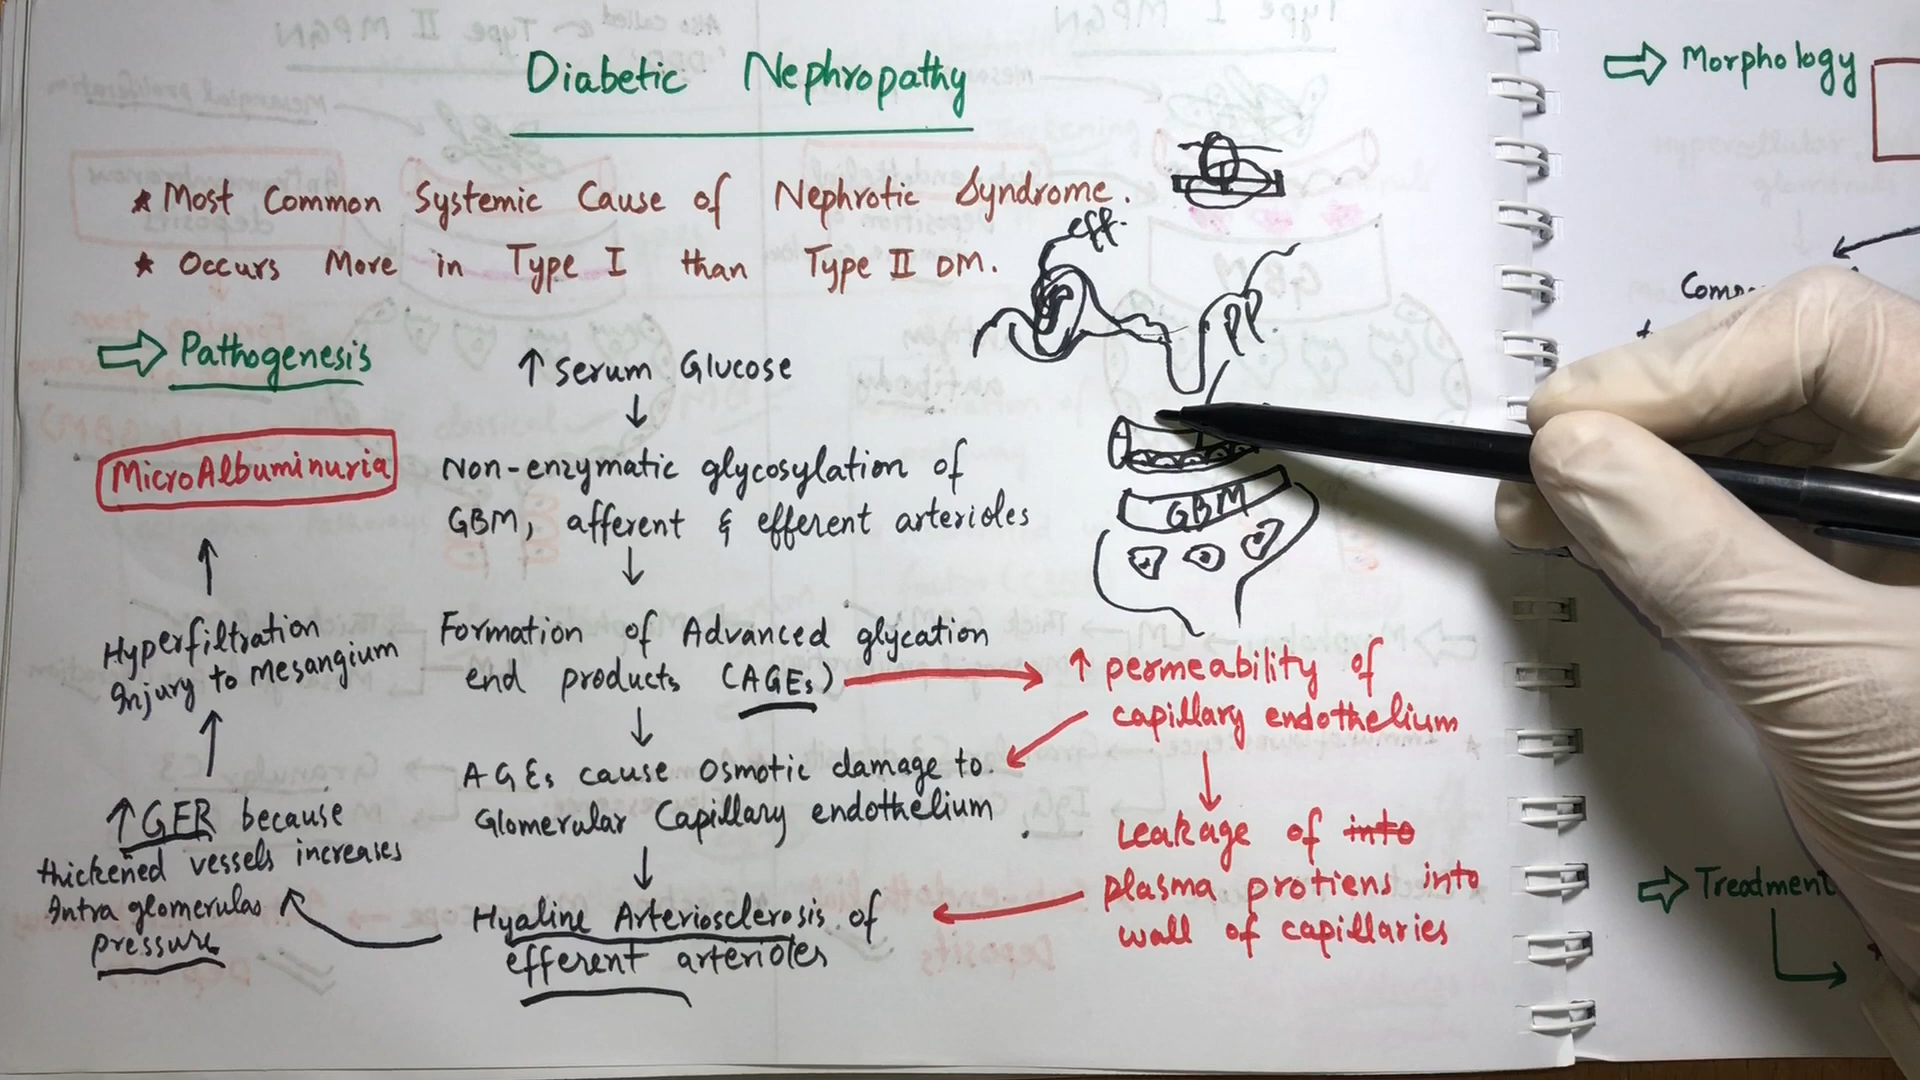 Diabetic Nephropathy
★ Most Common Systemic Cause of Nephrotic Syndrome.
★ Occurs More in Type I than Type II DM.
eff.
⇨ Pathogenesis
↑ serum Glucose
↓
Non-enzymatic glycosylation of
GBM, afferent & efferent arterioles
↓
Formation of Advanced glycation
end products (AGEs) →
↓
AGEs cause Osmotic damage to
Glomerular Capillary endothelium
↓
Hyaline Arteriosclerosis of
efferent arterioles
GBM
↑ permeability of
capillary endothelium
↓
Leakage of into
plasma protiens into
wall of capillaries
↑ GFR because
thickened vessels increases
Intra glomerular
pressure
↑
Hyperfiltration
Injury to Mesangium
↑
MicroAlbuminuria
⇨ Morphology
⇨ Treatment